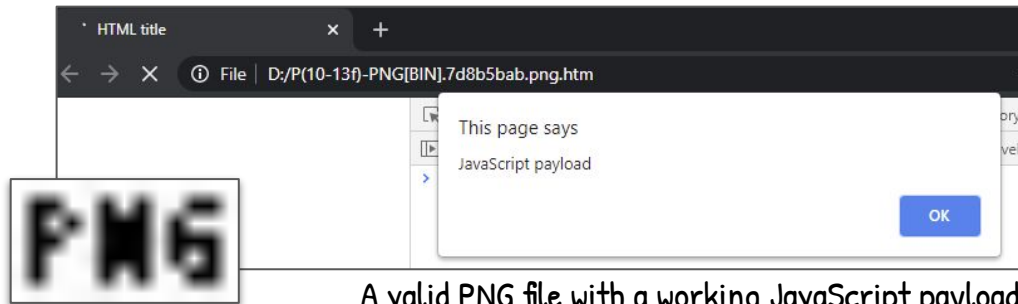 HTML title
File D:/P(10-13f)-PNG[BIN].7d8b5bab.png.htm
This page says
JavaScript payload
OK
PNG
A valid PNG file with a working JavaScript payload